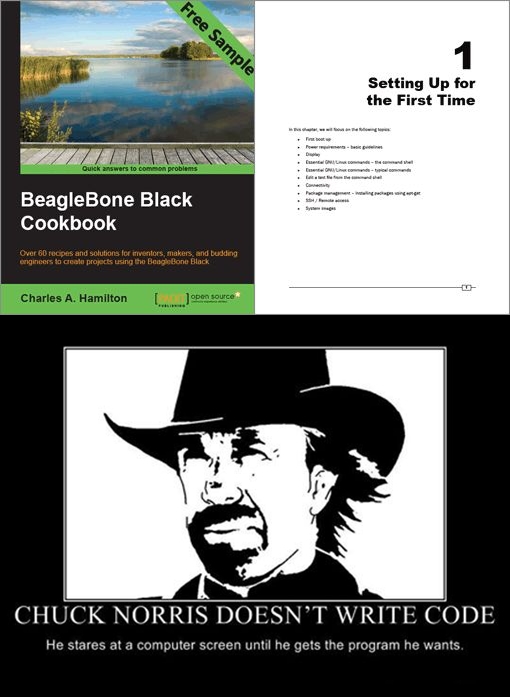 Free Sample
Quick answers to common problems
BeagleBone Black
Cookbook
Over 60 recipes and solutions for inventors, makers, and budding
engineers to create projects using the BeagleBone Black
Charles A. Hamilton
PUBLISHING
open source*
1
Setting Up for
the First Time
In this chapter, we will focus on the following topics:
First boot up
Power requirements – basic guidelines
Display
Essential GNU/Linux commands – the command shell
Essential GNU/Linux commands – typical commands
Edit a text file from the command shell
Connectivity
Package management – installing packages using apt-get
SSH / Remote access
System images
CHUCK NORRIS DOESN'T WRITE CODE
He stares at a computer screen until he gets the program he wants.